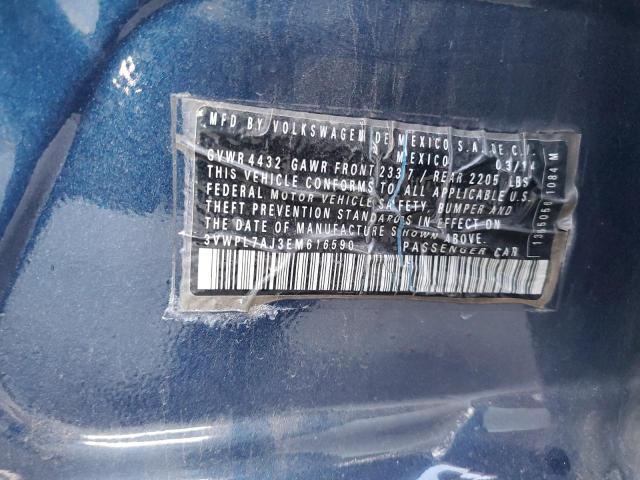 MFD BY VOLKSWAGEN DE MEXICO S.A. DE C.V.
MEXICO 03/14
GVWR 4432 GAWR FRONT 2337 / REAR 2205 LBS
THIS VEHICLE CONFORMS TO ALL APPLICABLE U.S.
FEDERAL MOTOR VEHICLE SAFETY, BUMPER AND
THEFT PREVENTION STANDARDS IN EFFECT ON
THE DATE OF MANUFACTURE SHOWN ABOVE.
3VWPL7AJ3EM616590 PASSENGER CAR